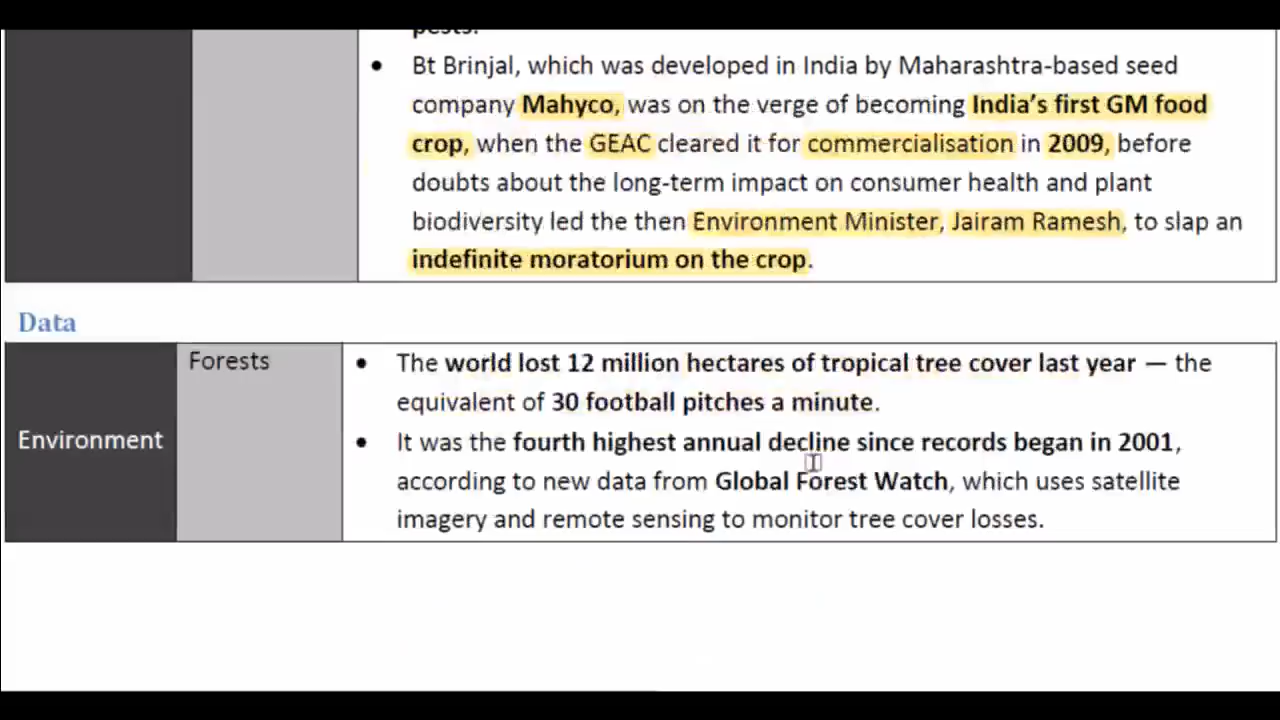 pests.
• Bt Brinjal, which was developed in India by Maharashtra-based seed
company Mahyco, was on the verge of becoming India's first GM food
crop, when the GEAC cleared it for commercialisation in 2009, before
doubts about the long-term impact on consumer health and plant
biodiversity led the then Environment Minister, Jairam Ramesh, to slap an
indefinite moratorium on the crop.
Data
Environment
Forests
• The world lost 12 million hectares of tropical tree cover last year — the
equivalent of 30 football pitches a minute.
• It was the fourth highest annual decline since records began in 2001,
according to new data from Global Forest Watch, which uses satellite
imagery and remote sensing to monitor tree cover losses.